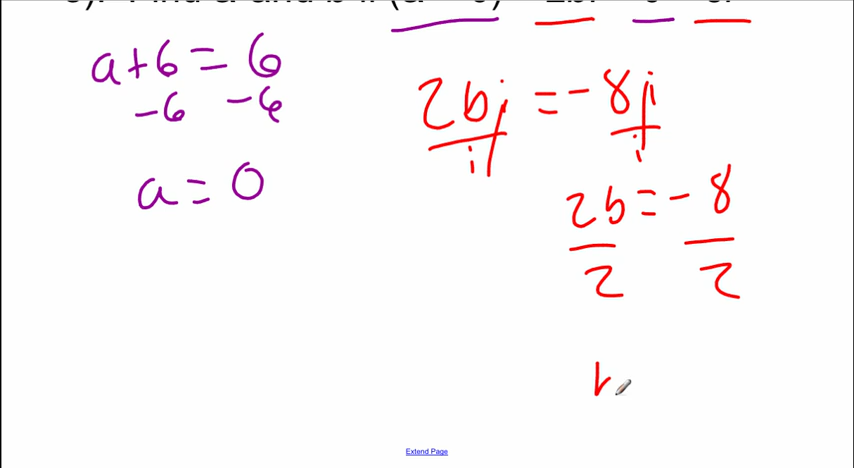 a+6 = 6
-6 -6
a = 0
2bi = -8i
i i
2b = -8
2 2
Extend Page